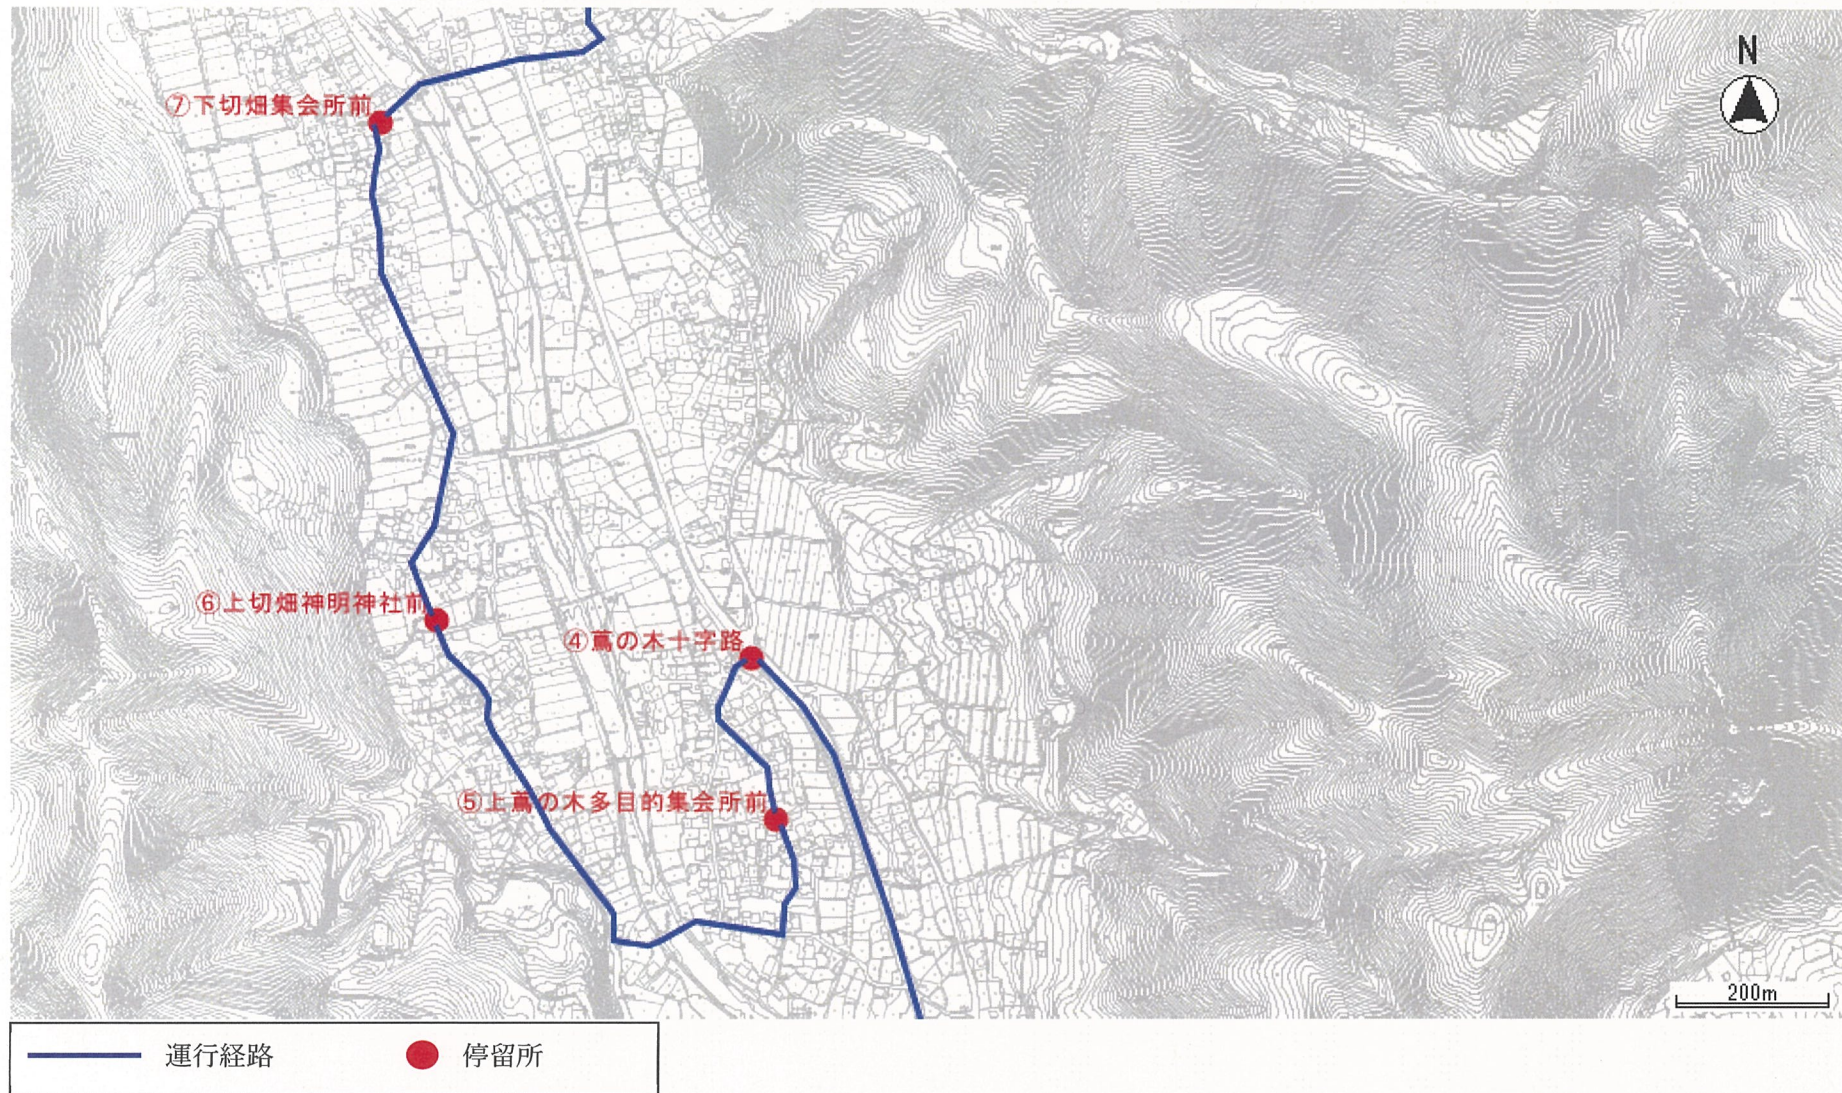 N
⑦下切畑集会所前
⑥上切畑神明神社前
④蔦の木十字路
⑤上蔦の木多目的集会所前
200m
運行経路
停留所